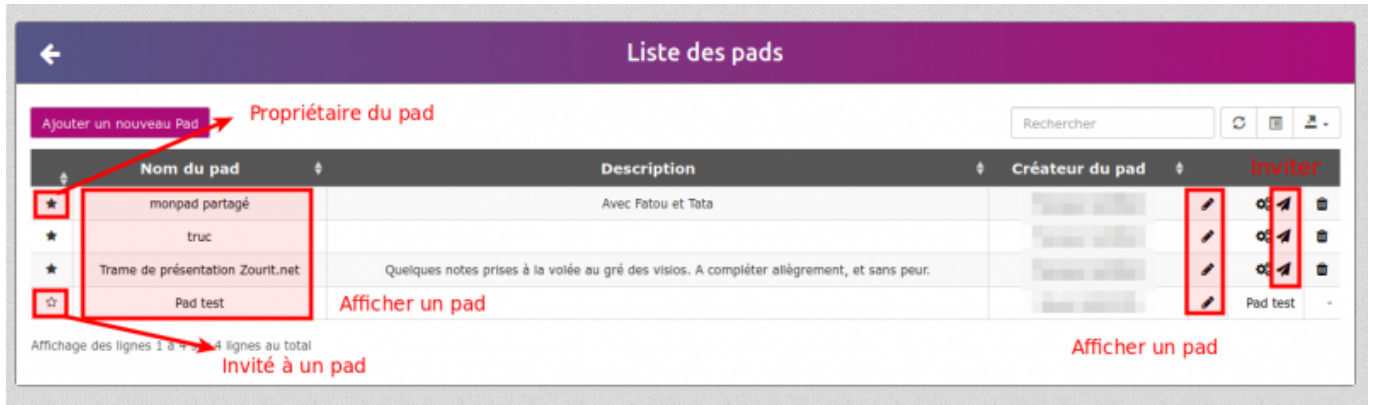 Liste des pads
Propriétaire du pad
Ajouter un nouveau Pad
Rechercher
Nom du pad Description Créateur du pad Inviter
monpad partagé Avec Fatou et Tata
truc
Trame de présentation Zourit.net Quelques notes prises à la volée au gré des visios. A compléter allègrement, et sans peur.
Pad test Afficher un pad Pad test -
Affichage des lignes 1 à 4 4 lignes au total
Afficher un pad
Invité à un pad